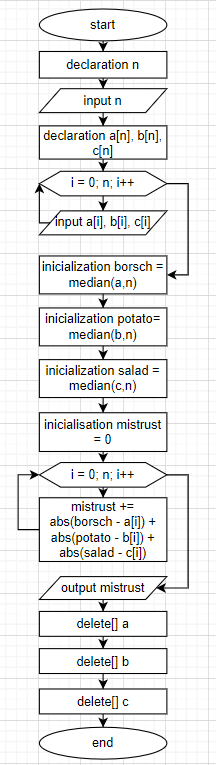 start
declaration n
input n
declaration a[n], b[n],
c[n]
i = 0; n; i++
input a[i], b[i], c[i]
inicialization borsch =
median(a,n)
inicialization potato=
median(b,n)
inicialization salad =
median(c,n)
inicialisation mistrust
= 0
i = 0; n; i++
mistrust +=
abs(borsch - a[i]) +
abs(potato - b[i]) +
abs(salad - c[i])
output mistrust
delete[] a
delete[] b
delete[] c
end